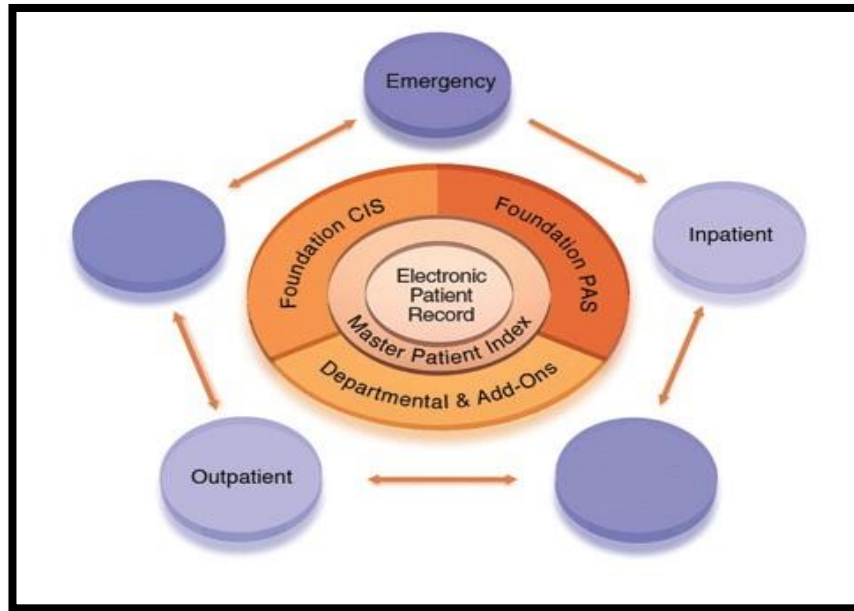 Emergency
Inpatient
Foundation CIS
Foundation PAS
Electronic
Patient
Record
Master Patient Index
Departmental & Add-Ons
Outpatient